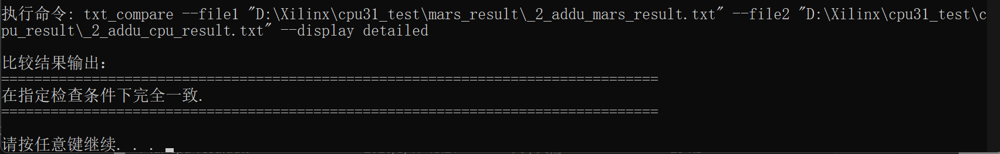 执行命令: txt_compare --file1 "D:\Xilinx\cpu31_test\mars_result\_2_addu_mars_result.txt" --file2 "D:\Xilinx\cpu31_test\c
pu_result\_2_addu_cpu_result.txt" --display detailed
比较结果输出:
================================================================================
在指定检查条件下完全一致.
================================================================================
请按任意键继续. . .